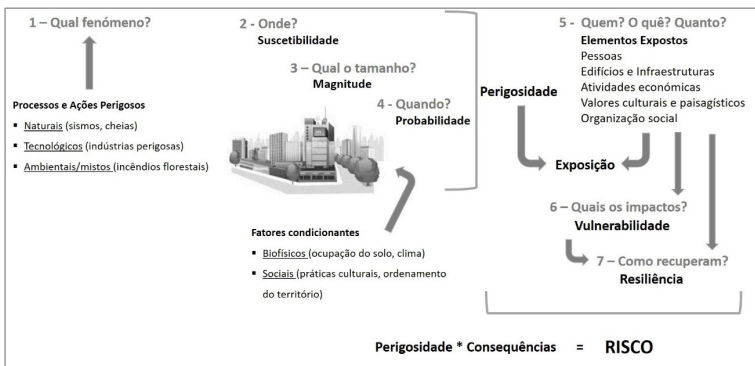 1 – Qual fenómeno?
Processos e Ações Perigosos
▪ Naturais (sismos, cheias)
▪ Tecnológicos (indústrias perigosas)
▪ Ambientais/mistos (incêndios florestais)
2 - Onde?
Suscetibilidade
3 – Qual o tamanho?
Magnitude
4 - Quando?
Probabilidade
Fatores condicionantes
▪ Biofísicos (ocupação do solo, clima)
▪ Sociais (práticas culturais, ordenamento
do território)
Perigosidade
5 - Quem? O quê? Quanto?
Elementos Expostos
Pessoas
Edifícios e Infraestruturas
Atividades económicas
Valores culturais e paisagísticos
Organização social
Exposição
6 – Quais os impactos?
Vulnerabilidade
7 – Como recuperam?
Resiliência
Perigosidade * Consequências = RISCO